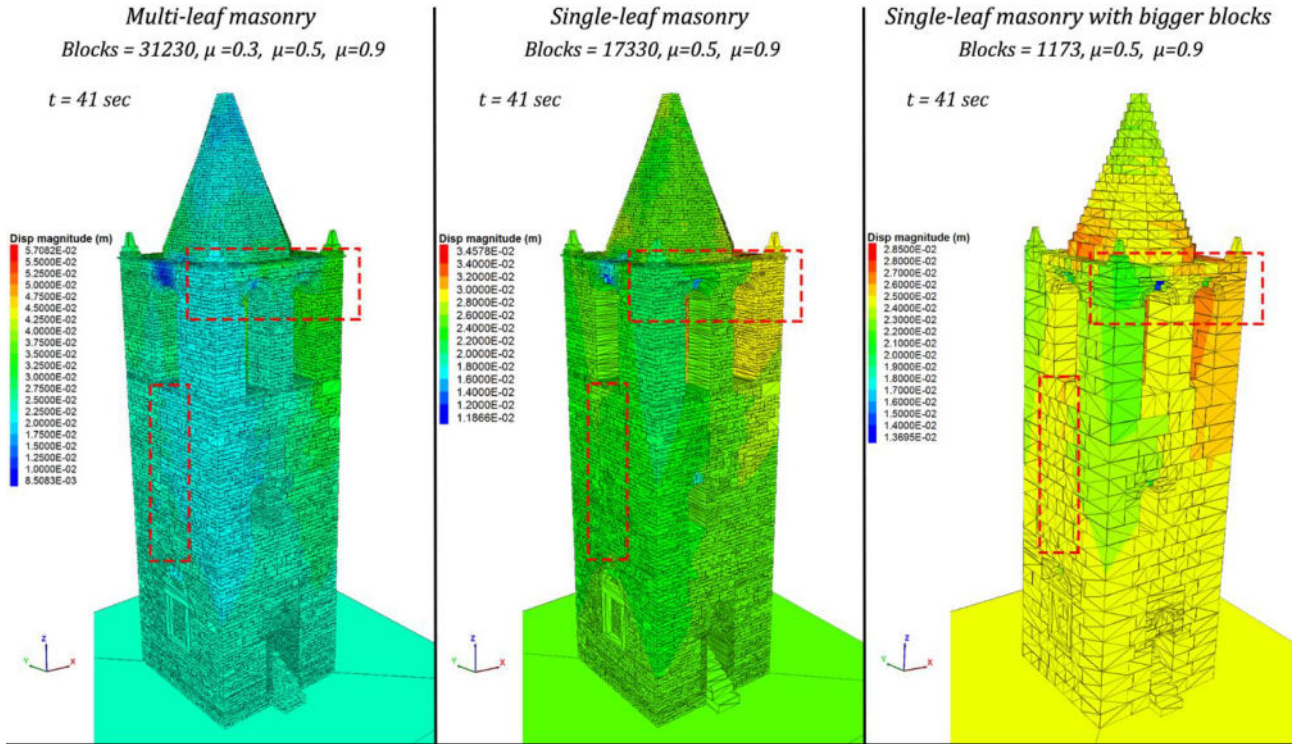 Multi-leaf masonry
Blocks = 31230, μ =0.3, μ=0.5, μ=0.9
t = 41 sec
Disp magnitude (m)
5.7082E-02
5.5000E-02
5.2500E-02
5.0000E-02
4.7500E-02
4.5000E-02
4.2500E-02
4.0000E-02
3.7500E-02
3.5000E-02
3.2500E-02
3.0000E-02
2.7500E-02
2.5000E-02
2.2500E-02
2.0000E-02
1.7500E-02
1.5000E-02
1.2500E-02
1.0000E-02
8.5083E-03
Z
Y
X
Single-leaf masonry
Blocks = 17330, μ=0.5, μ=0.9
t = 41 sec
Disp magnitude (m)
3.4578E-02
3.4000E-02
3.2000E-02
3.0000E-02
2.8000E-02
2.6000E-02
2.4000E-02
2.2000E-02
2.0000E-02
1.8000E-02
1.6000E-02
1.4000E-02
1.2000E-02
1.1866E-02
Z
Y
X
Single-leaf masonry with bigger blocks
Blocks = 1173, μ=0.5, μ=0.9
t = 41 sec
Disp magnitude (m)
2.8500E-02
2.8000E-02
2.7000E-02
2.6000E-02
2.5000E-02
2.4000E-02
2.3000E-02
2.2000E-02
2.1000E-02
2.0000E-02
1.9000E-02
1.8000E-02
1.7000E-02
1.6000E-02
1.5000E-02
1.4000E-02
1.3695E-02
Z
Y
X